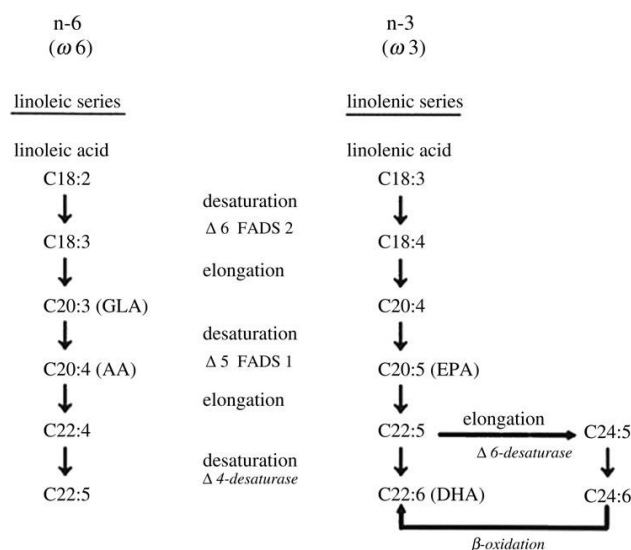 n-6
(ω6)
n-3
(ω3)
linoleic series
linolenic series
linoleic acid
linolenic acid
C18:2
C18:3
desaturation
Δ 6 FADS 2
C18:3
C18:4
elongation
C20:3 (GLA)
C20:4
desaturation
Δ 5 FADS 1
C20:4 (AA)
C20:5 (EPA)
elongation
C22:4
C22:5
elongation
C24:5
Δ 6-desaturase
desaturation
Δ 4-desaturase
C22:5
C22:6 (DHA)
C24:6
β-oxidation